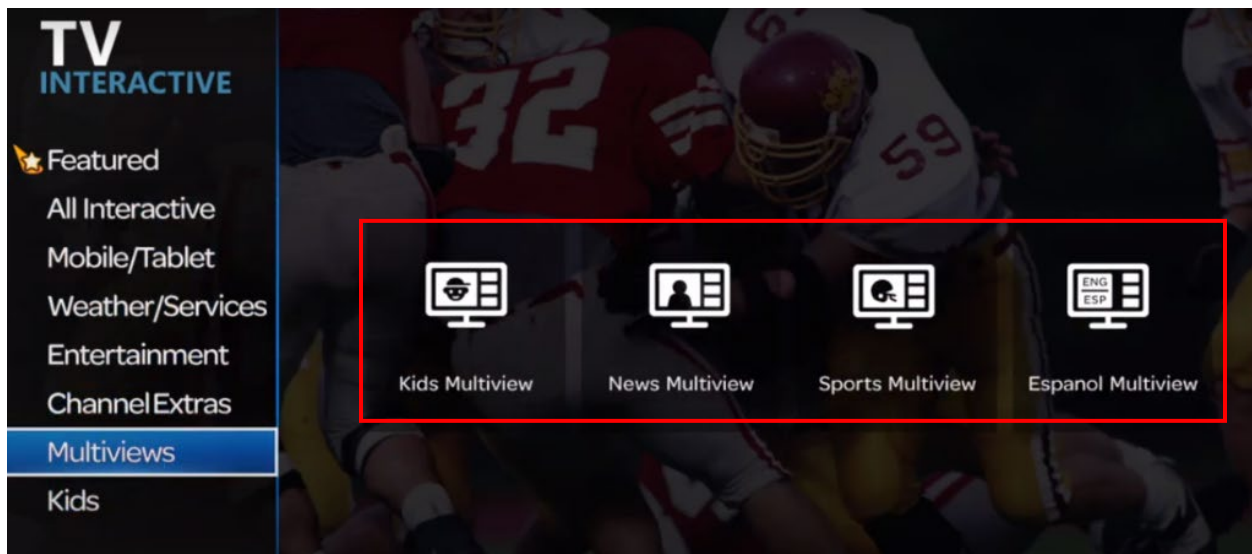 TV
INTERACTIVE
Featured
All Interactive
Mobile/Tablet
Weather/Services
Entertainment
Channel Extras
Multiviews
Kids
32
59
ENG
ESP
Kids Multiview
News Multiview
Sports Multiview
Espanol Multiview